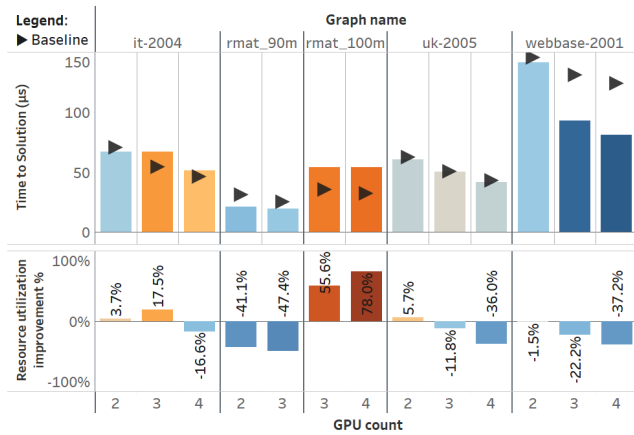 Legend:
Baseline
Graph name
it-2004 rmat_90m rmat_100m uk-2005 webbase-2001
Time to Solution (µs)
150
100
50
0
Resource utilization
improvement %
100%
0%
-100%
3.7% 17.5% -16.6% -41.1% -47.4% 55.6% 78.0% 5.7% -11.8% -36.0% -1.5% -22.2% -37.2%
2 3 4 2 3 3 4 2 3 4 2 3 4
GPU count